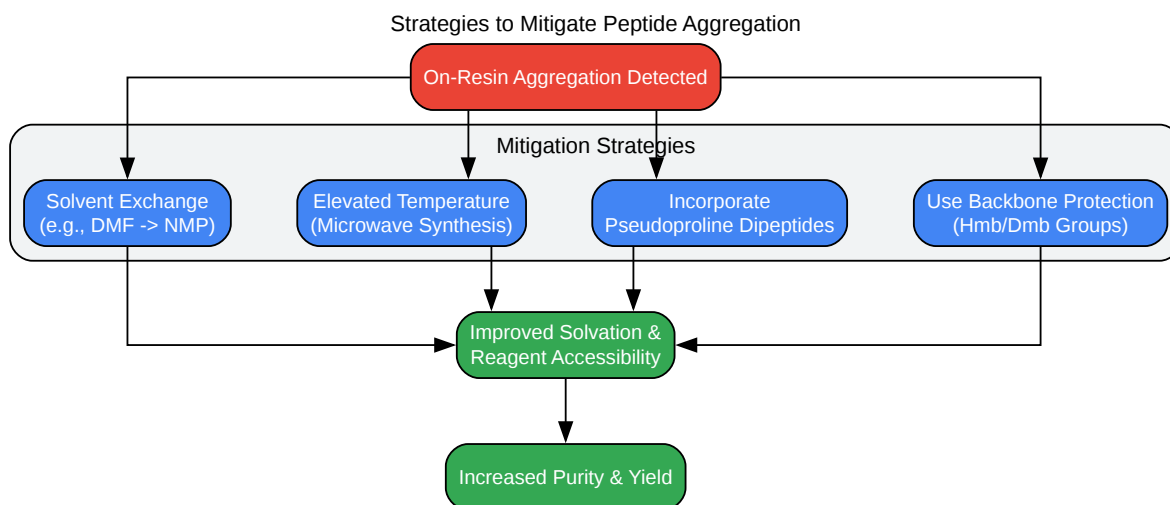 Strategies to Mitigate Peptide Aggregation
On-Resin Aggregation Detected
Mitigation Strategies
Solvent Exchange
(e.g., DMF -> NMP)
Elevated Temperature
(Microwave Synthesis)
Incorporate
Pseudoproline Dipeptides
Use Backbone Protection
(Hmb/Dmb Groups)
Improved Solvation &
Reagent Accessibility
Increased Purity & Yield